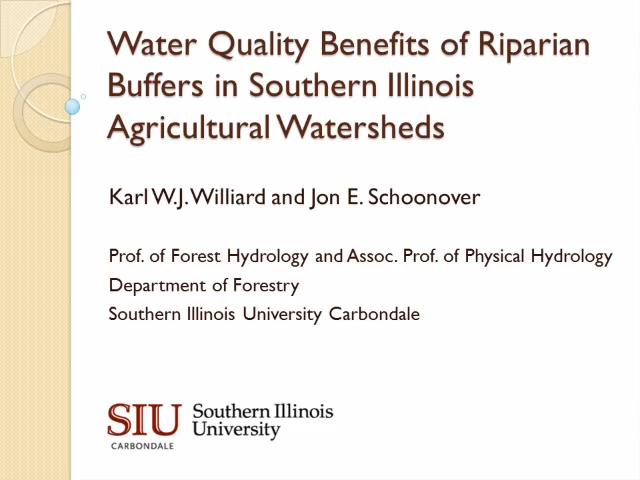 Water Quality Benefits of Riparian
Buffers in Southern Illinois
Agricultural Watersheds
Karl W.J. Williard and Jon E. Schoonover
Prof. of Forest Hydrology and Assoc. Prof. of Physical Hydrology
Department of Forestry
Southern Illinois University Carbondale
SIU Southern Illinois
University
CARBONDALE